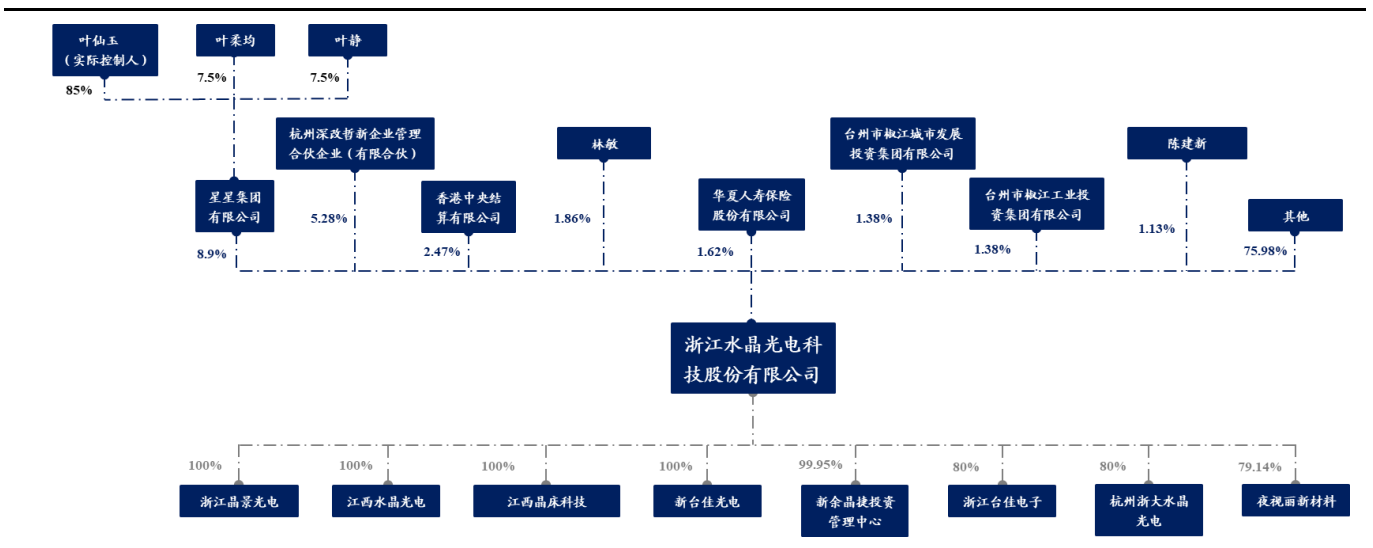 叶仙玉
（实际控制人）
叶柔均
叶静
85%
7.5%
7.5%
杭州深改哲新企业管理
合伙企业（有限合伙）
林敏
台州市椒江城市发展
投资集团有限公司
陈建新
星星集团
有限公司
香港中央结
算有限公司
华夏人寿保险
股份有限公司
台州市椒江工业投
资集团有限公司
其他
8.9%
5.28%
2.47%
1.86%
1.62%
1.38%
1.38%
1.13%
75.98%
浙江水晶光电科
技股份有限公司
100%
100%
100%
100%
99.95%
80%
80%
79.14%
浙江晶景光电
江西水晶光电
江西晶床科技
新台佳光电
新余晶捷投资
管理中心
浙江台佳电子
杭州浙大水晶
光电
夜视丽新材料